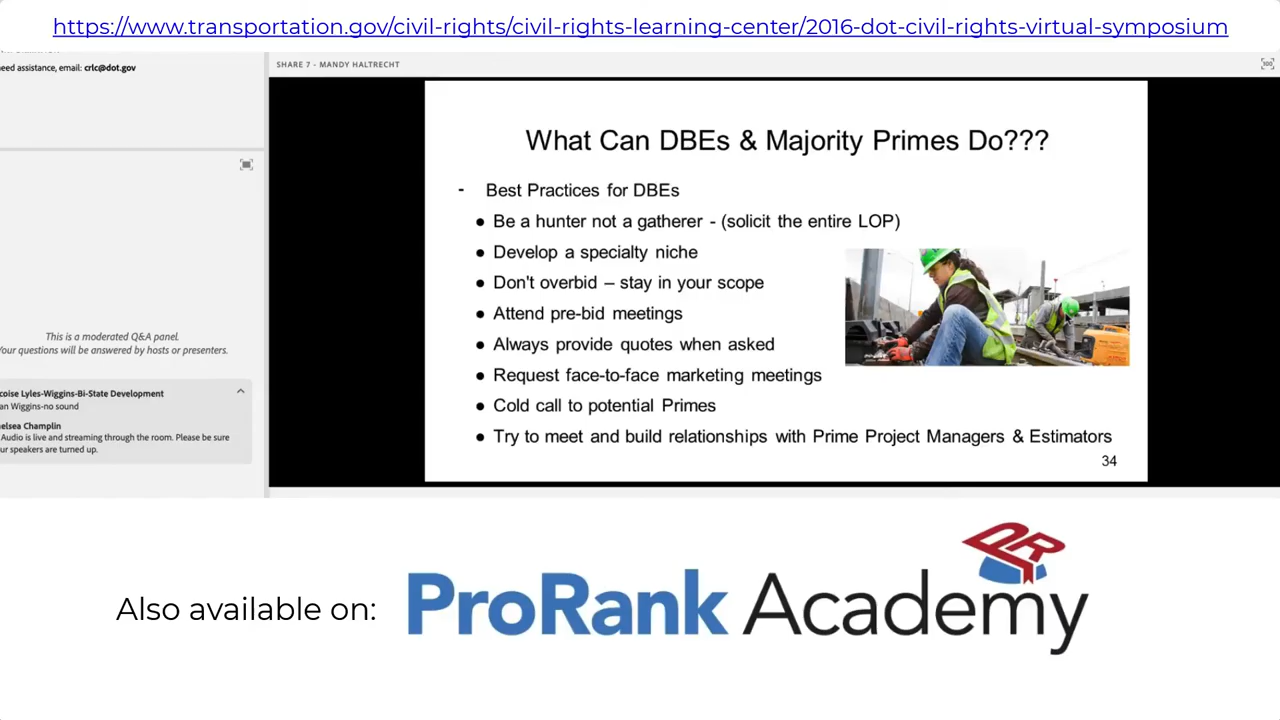 https://www.transportation.gov/civil-rights/civil-rights-learning-center/2016-dot-civil-rights-virtual-symposium
need assistance, email: crlc@dot.gov
SHARE 7 - MANDY HALTRECHT
What Can DBEs & Majority Primes Do???
- Best Practices for DBEs
● Be a hunter not a gatherer - (solicit the entire LOP)
● Develop a specialty niche
● Don't overbid – stay in your scope
● Attend pre-bid meetings
● Always provide quotes when asked
● Request face-to-face marketing meetings
● Cold call to potential Primes
● Try to meet and build relationships with Prime Project Managers & Estimators
34
This is a moderated Q&A panel.
Your questions will be answered by hosts or presenters.
coise Lyles-Wiggins-Bi-State Development
an Wiggins-no sound
elsea Champlin
Audio is live and streaming through the room. Please be sure
ur speakers are turned up.
Also available on:
ProRank Academy
PR